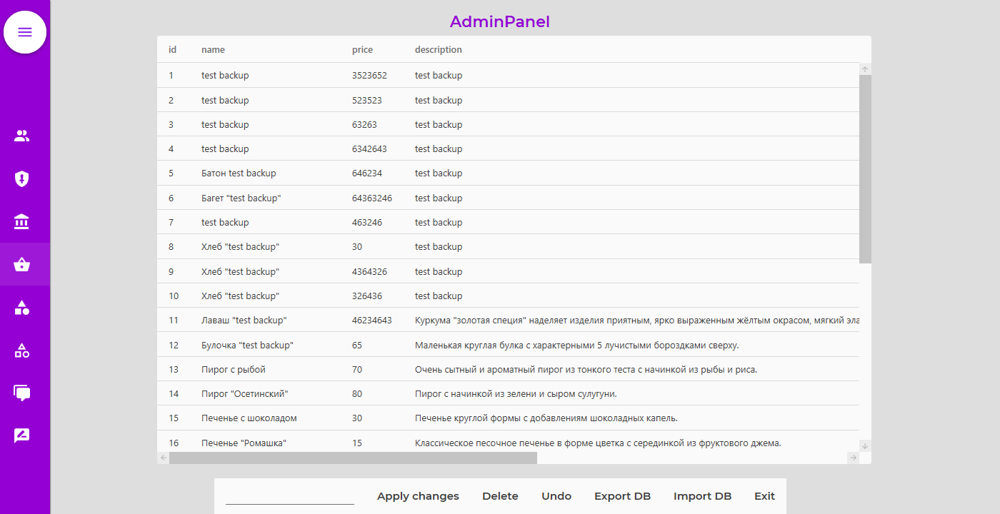 AdminPanel
id name price description
1 test backup 3523652 test backup
2 test backup 523523 test backup
3 test backup 63263 test backup
4 test backup 6342643 test backup
5 Батон test backup 646234 test backup
6 Багет "test backup" 64363246 test backup
7 test backup 463246 test backup
8 Хлеб "test backup" 30 test backup
9 Хлеб "test backup" 4364326 test backup
10 Хлеб "test backup" 326436 test backup
11 Лаваш "test backup" 46234643 Куркума "золотая специя" наделяет изделия приятным, ярко выраженным жёлтым окрасом, мягкий эла
12 Булочка "test backup" 65 Маленькая круглая булка с характерными 5 лучистыми бороздками сверху.
13 Пирог с рыбой 70 Очень сытный и ароматный пирог из тонкого теста с начинкой из рыбы и риса.
14 Пирог "Осетинский" 80 Пирог с начинкой из зелени и сыром сулугуни.
15 Печенье с шоколадом 30 Печенье круглой формы с добавлениям шоколадных капель.
16 Печенье "Ромашка" 15 Классическое песочное печенье в форме цветка с серединкой из фруктового джема.
Apply changes Delete Undo Export DB Import DB Exit